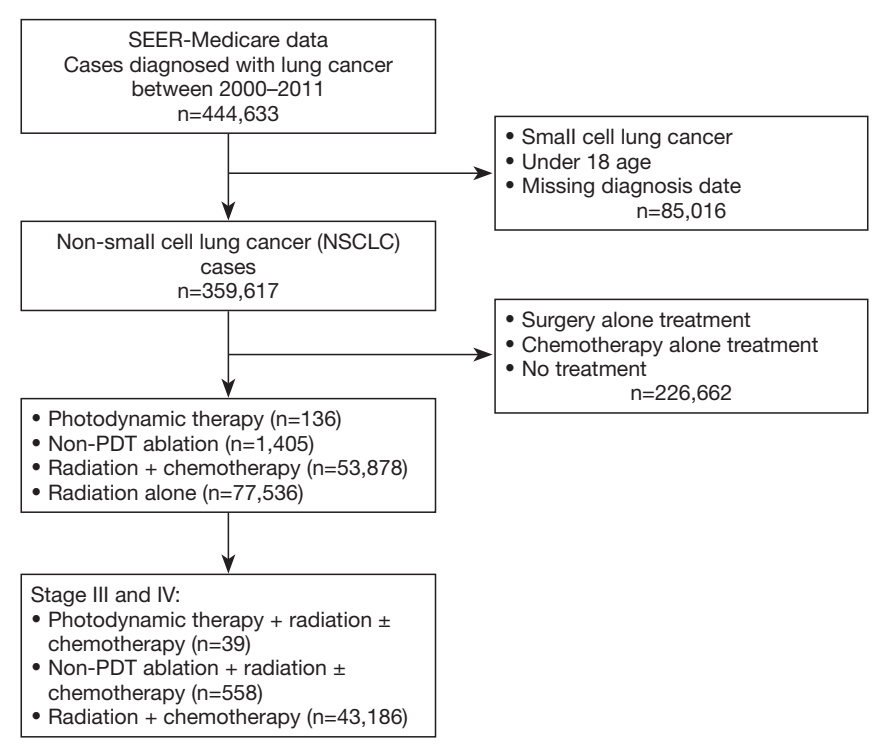 SEER-Medicare data
Cases diagnosed with lung cancer
between 2000–2011
n=444,633
• Small cell lung cancer
• Under 18 age
• Missing diagnosis date
n=85,016
Non-small cell lung cancer (NSCLC)
cases
n=359,617
• Surgery alone treatment
• Chemotherapy alone treatment
• No treatment
n=226,662
• Photodynamic therapy (n=136)
• Non-PDT ablation (n=1,405)
• Radiation + chemotherapy (n=53,878)
• Radiation alone (n=77,536)
Stage III and IV:
• Photodynamic therapy + radiation ±
chemotherapy (n=39)
• Non-PDT ablation + radiation ±
chemotherapy (n=558)
• Radiation + chemotherapy (n=43,186)